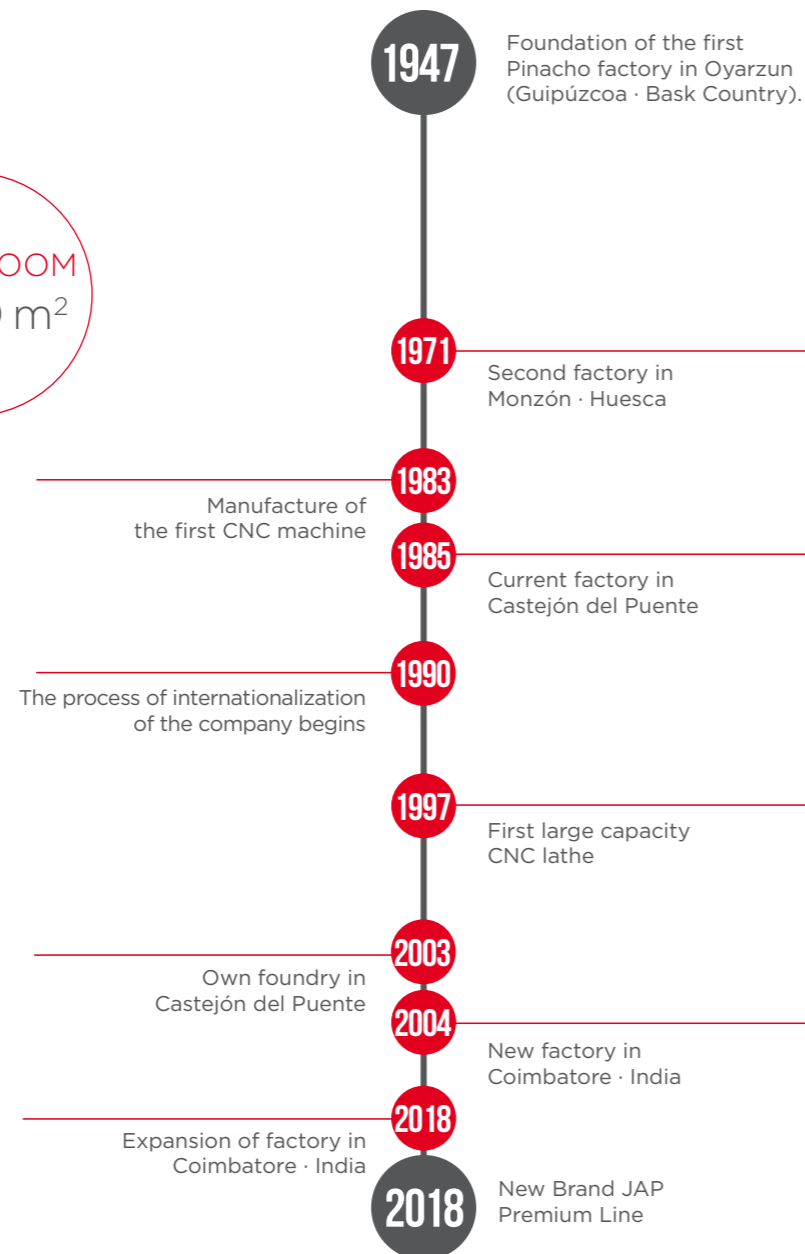 1947
Foundation of the first
Pinacho factory in Oyarzun
(Guipúzcoa · Bask Country).
m²
1971
Second factory in
Monzón · Huesca
1983
Manufacture of
the first CNC machine
1985
Current factory in
Castejón del Puente
1990
The process of internationalization
of the company begins
1997
First large capacity
CNC lathe
2003
Own foundry in
Castejón del Puente
2004
New factory in
Coimbatore · India
2018
Expansion of factory in
Coimbatore · India
2018
New Brand JAP
Premium Line